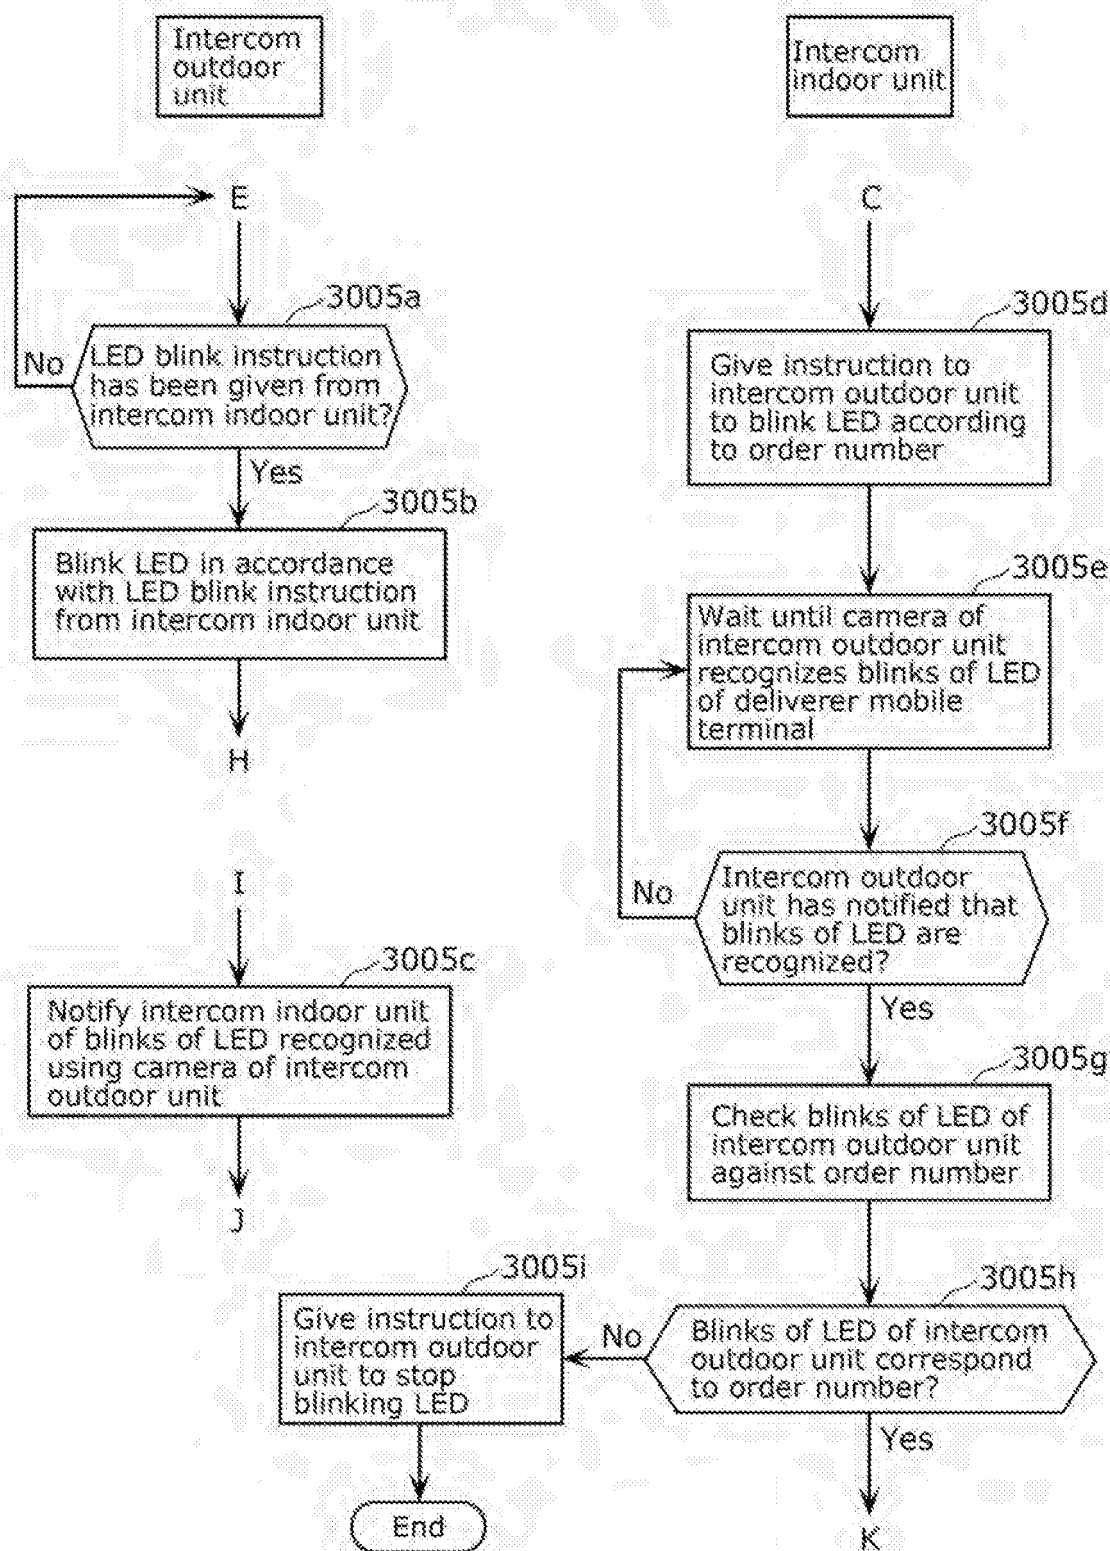 Intercom
outdoor
unit
Intercom
indoor unit
E
3005a
LED blink instruction
has been given from
intercom indoor unit?
No
Yes
3005b
Blink LED in accordance
with LED blink instruction
from intercom indoor unit
H
I
3005c
Notify intercom indoor unit
of blinks of LED recognized
using camera of intercom
outdoor unit
J
C
3005d
Give instruction to
intercom outdoor unit
to blink LED according
to order number
3005e
Wait until camera of
intercom outdoor unit
recognizes blinks of LED
of deliverer mobile
terminal
3005f
Intercom outdoor
unit has notified that
blinks of LED are
recognized?
No
Yes
3005g
Check blinks of LED of
intercom outdoor unit
against order number
3005h
Blinks of LED of intercom
outdoor unit correspond
to order number?
No
Yes
K
3005i
Give instruction to
intercom outdoor
unit to stop
blinking LED
End